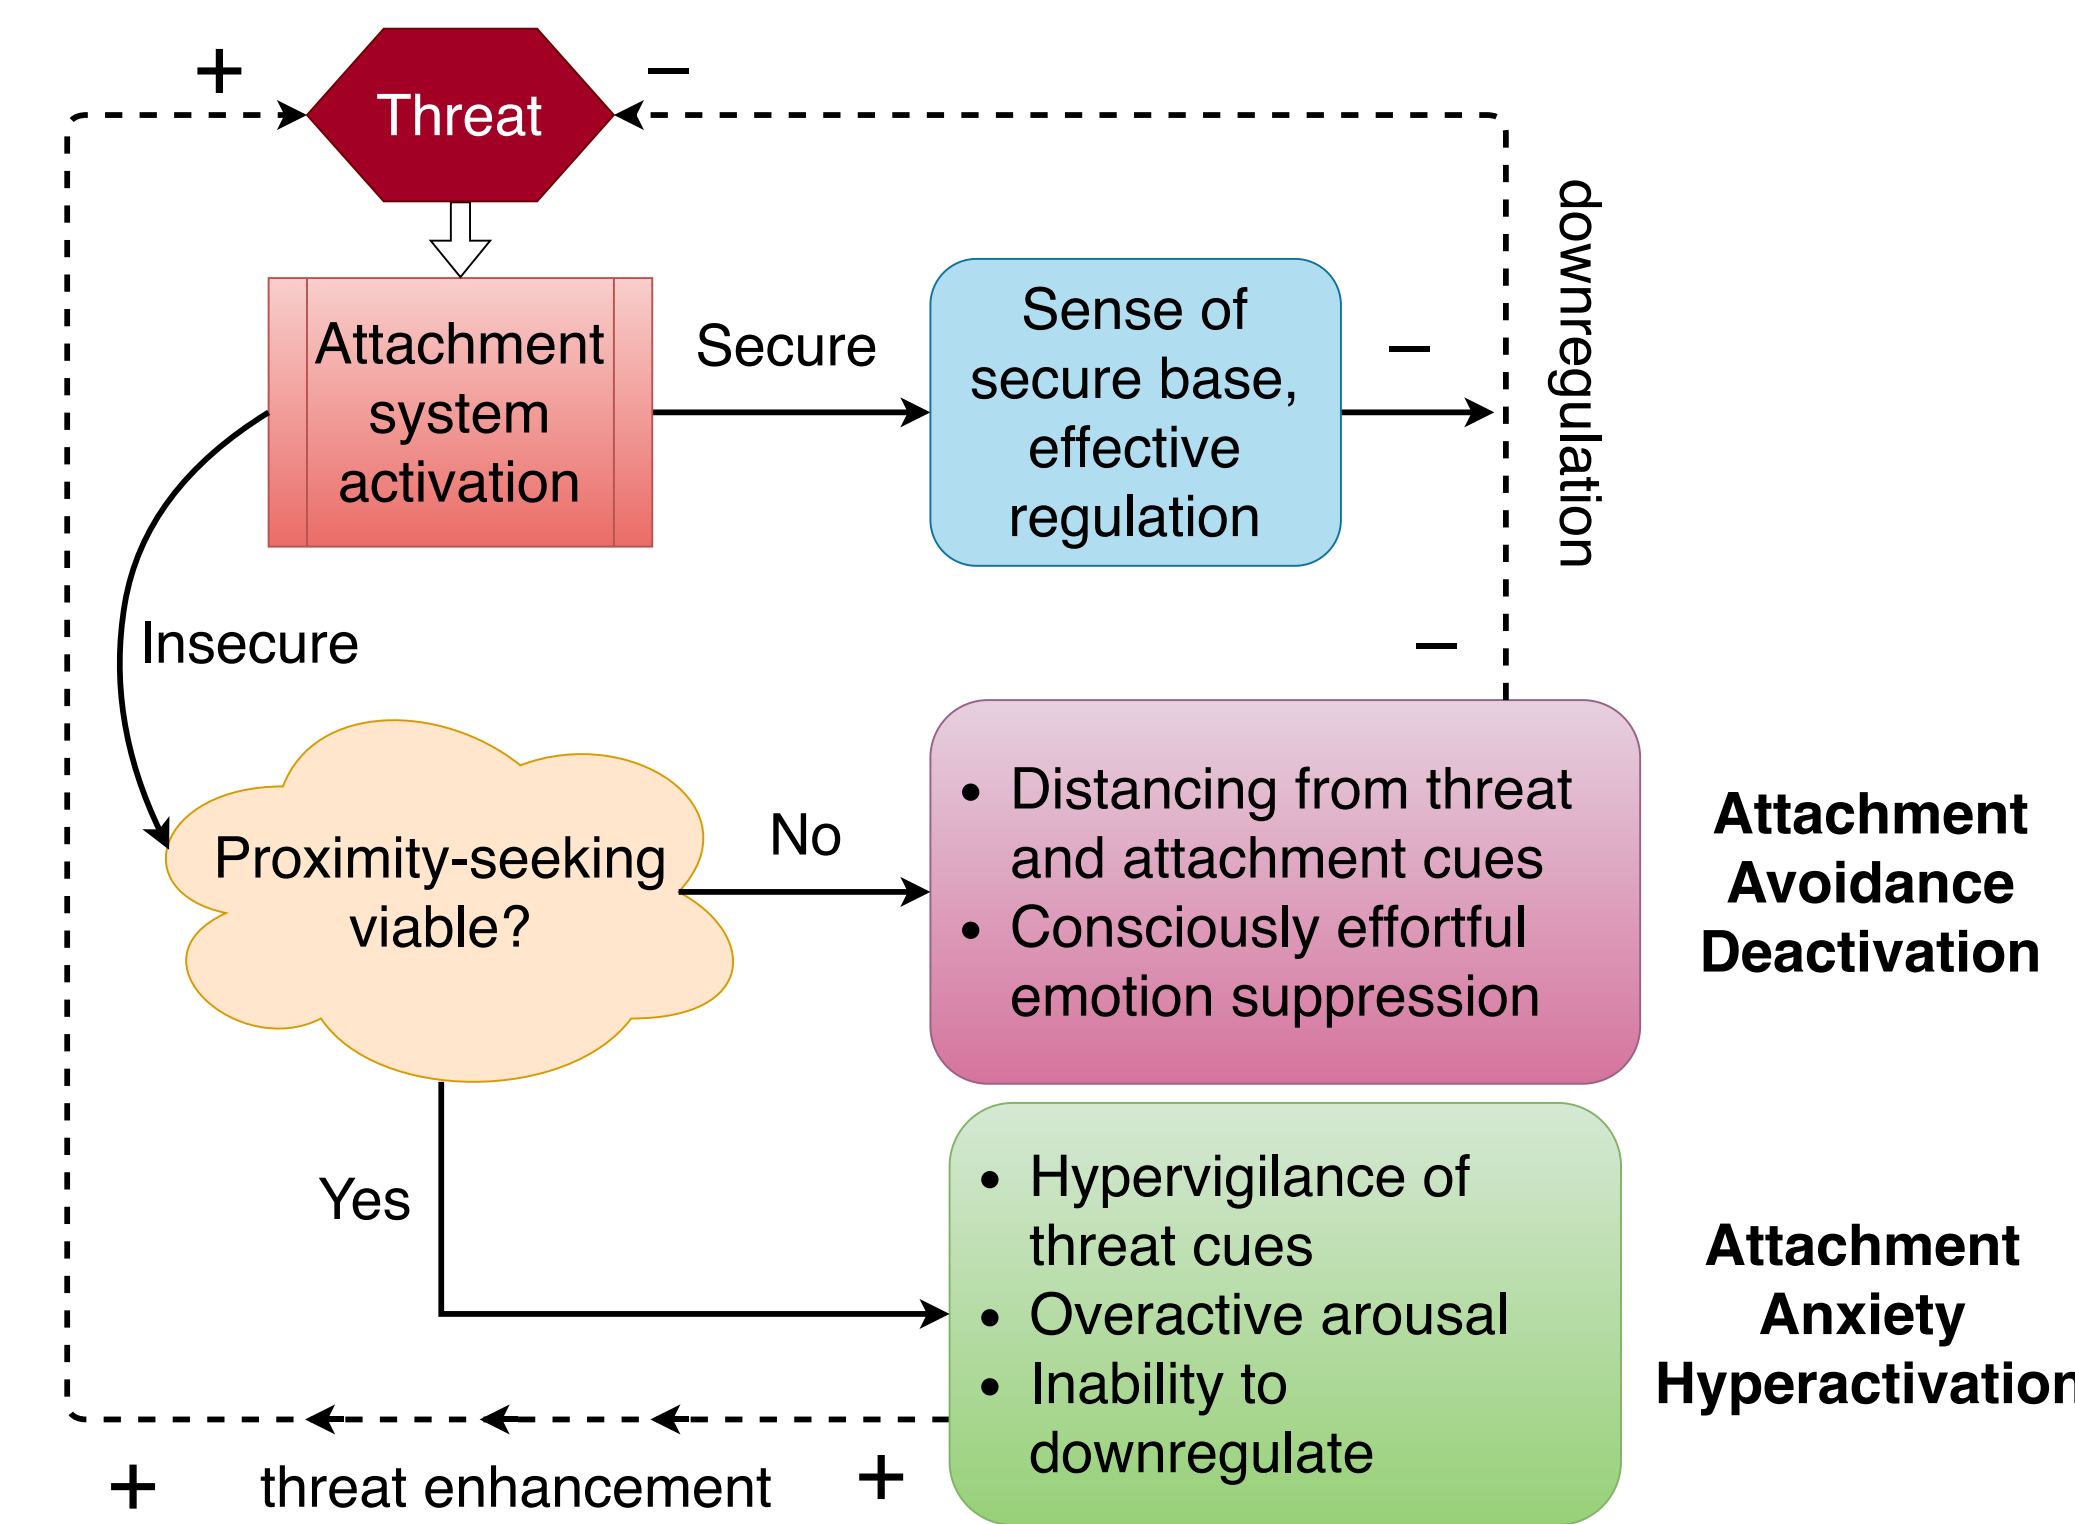 +
Threat
–
downregulation
Attachment
system
activation
Secure
Sense of
secure base,
effective
regulation
–
Insecure
–
Proximity-seeking
viable?
No
• Distancing from threat
and attachment cues
• Consciously effortful
emotion suppression
Attachment
Avoidance
Deactivation
Yes
• Hypervigilance of
threat cues
• Overactive arousal
• Inability to
downregulate
Attachment
Anxiety
Hyperactivation
+
threat enhancement
+